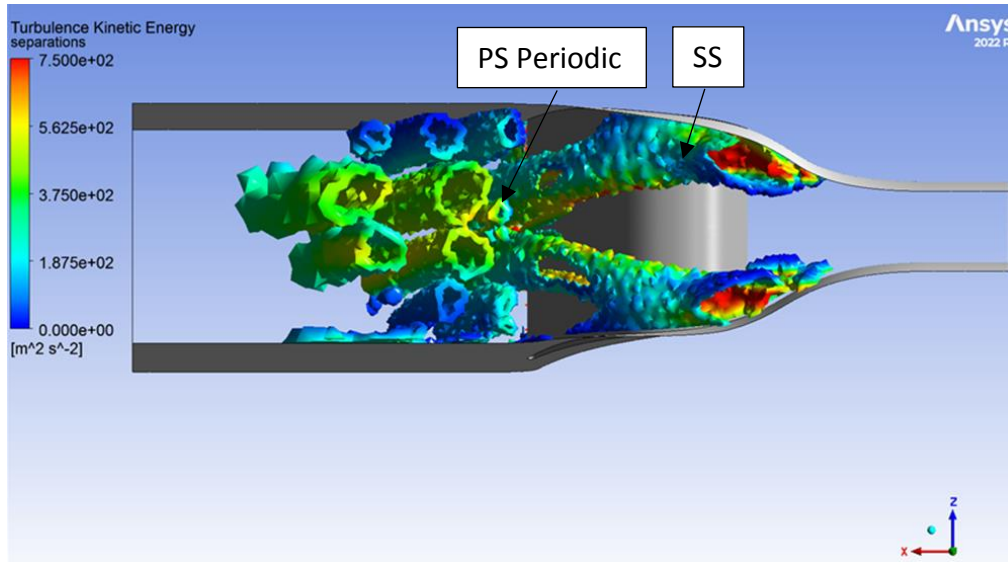 Turbulence Kinetic Energy
separations
7.500e+02
5.625e+02
3.750e+02
1.875e+02
0.000e+00
[m^2 s^-2]
PS Periodic
SS
Ansys
2022
Z
X